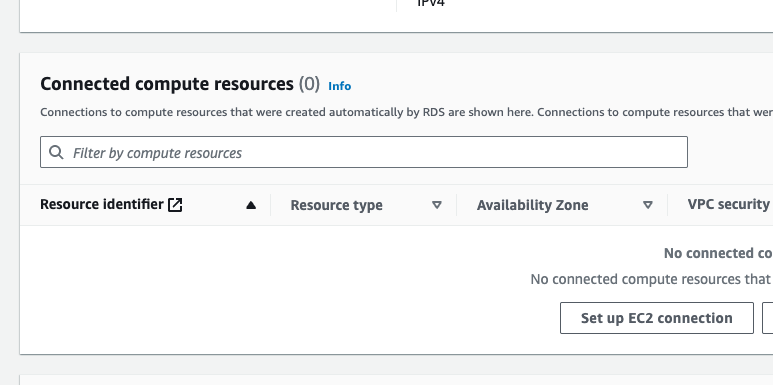 IPv4
Connected compute resources (0) Info
Connections to compute resources that were created automatically by RDS are shown here. Connections to compute resources that wer
Filter by compute resources
Resource identifier Resource type Availability Zone VPC security
No connected co
No connected compute resources that
Set up EC2 connection